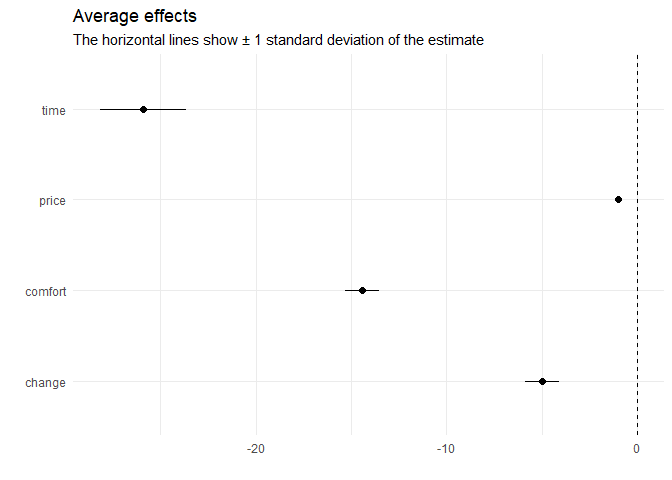 Average effects
The horizontal lines show ± 1 standard deviation of the estimate
time
price
comfort
change
-20 -10 0